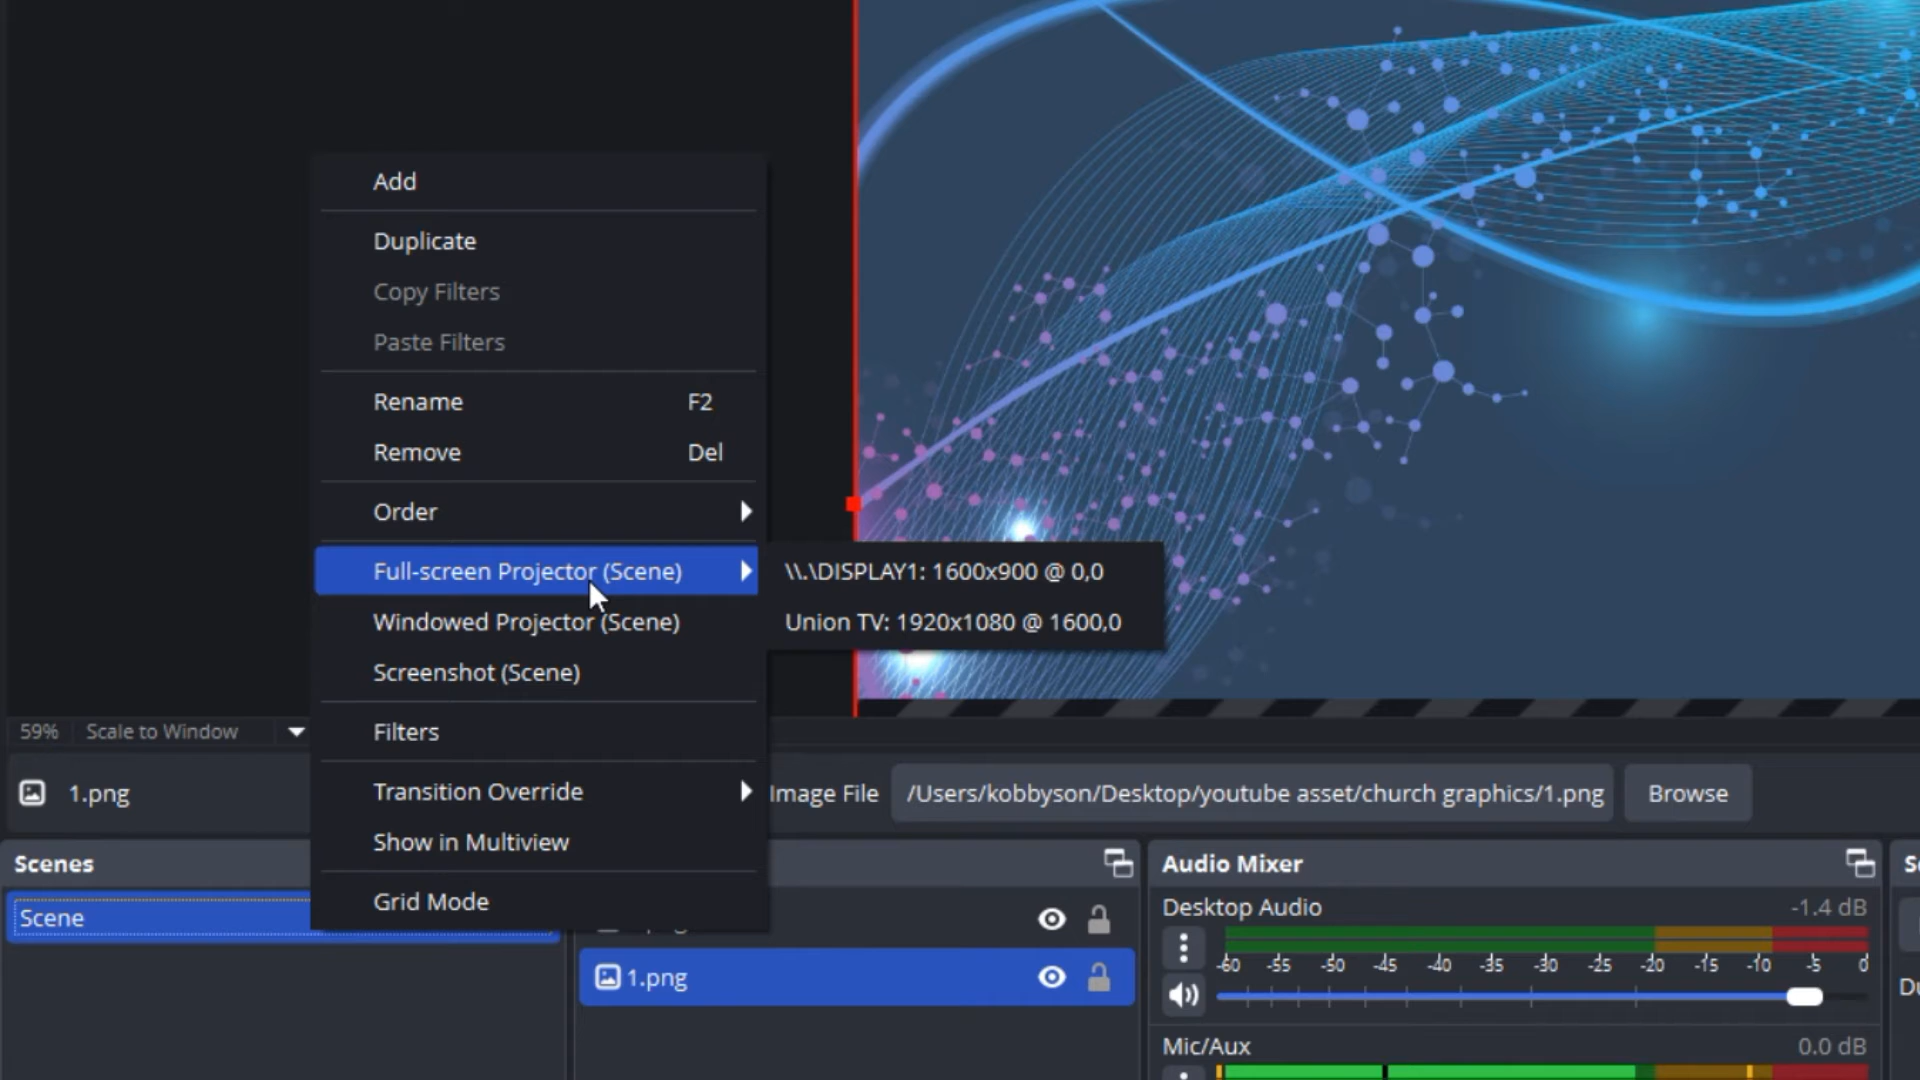 Add
Duplicate
Copy Filters
Paste Filters
Rename F2
Remove Del
Order
Full-screen Projector (Scene)
\\.\DISPLAY1: 1600x900 @ 0,0
Windowed Projector (Scene)
Union TV: 1920x1080 @ 1600,0
Screenshot (Scene)
59% Scale to Window
Filters
1.png
Transition Override
Image File /Users/kobbyson/Desktop/youtube asset/church graphics/1.png Browse
Show in Multiview
Scenes
Audio Mixer
Grid Mode
Scene
Desktop Audio -1.4 dB
-60 -55 -50 -45 -40 -35 -30 -25 -20 -15 -10 -5 0
1.png
Mic/Aux 0.0 dB